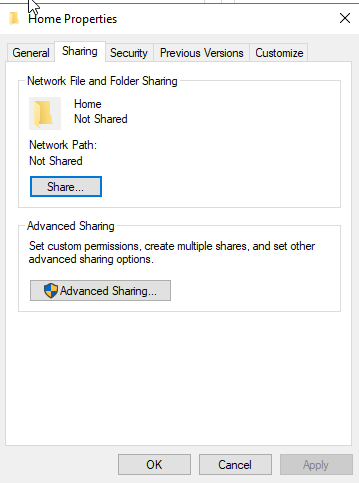 Home Properties
General Sharing Security Previous Versions Customize
Network File and Folder Sharing
Home
Not Shared
Network Path:
Not Shared
Share...
Advanced Sharing
Set custom permissions, create multiple shares, and set other
advanced sharing options.
Advanced Sharing...
OK Cancel Apply